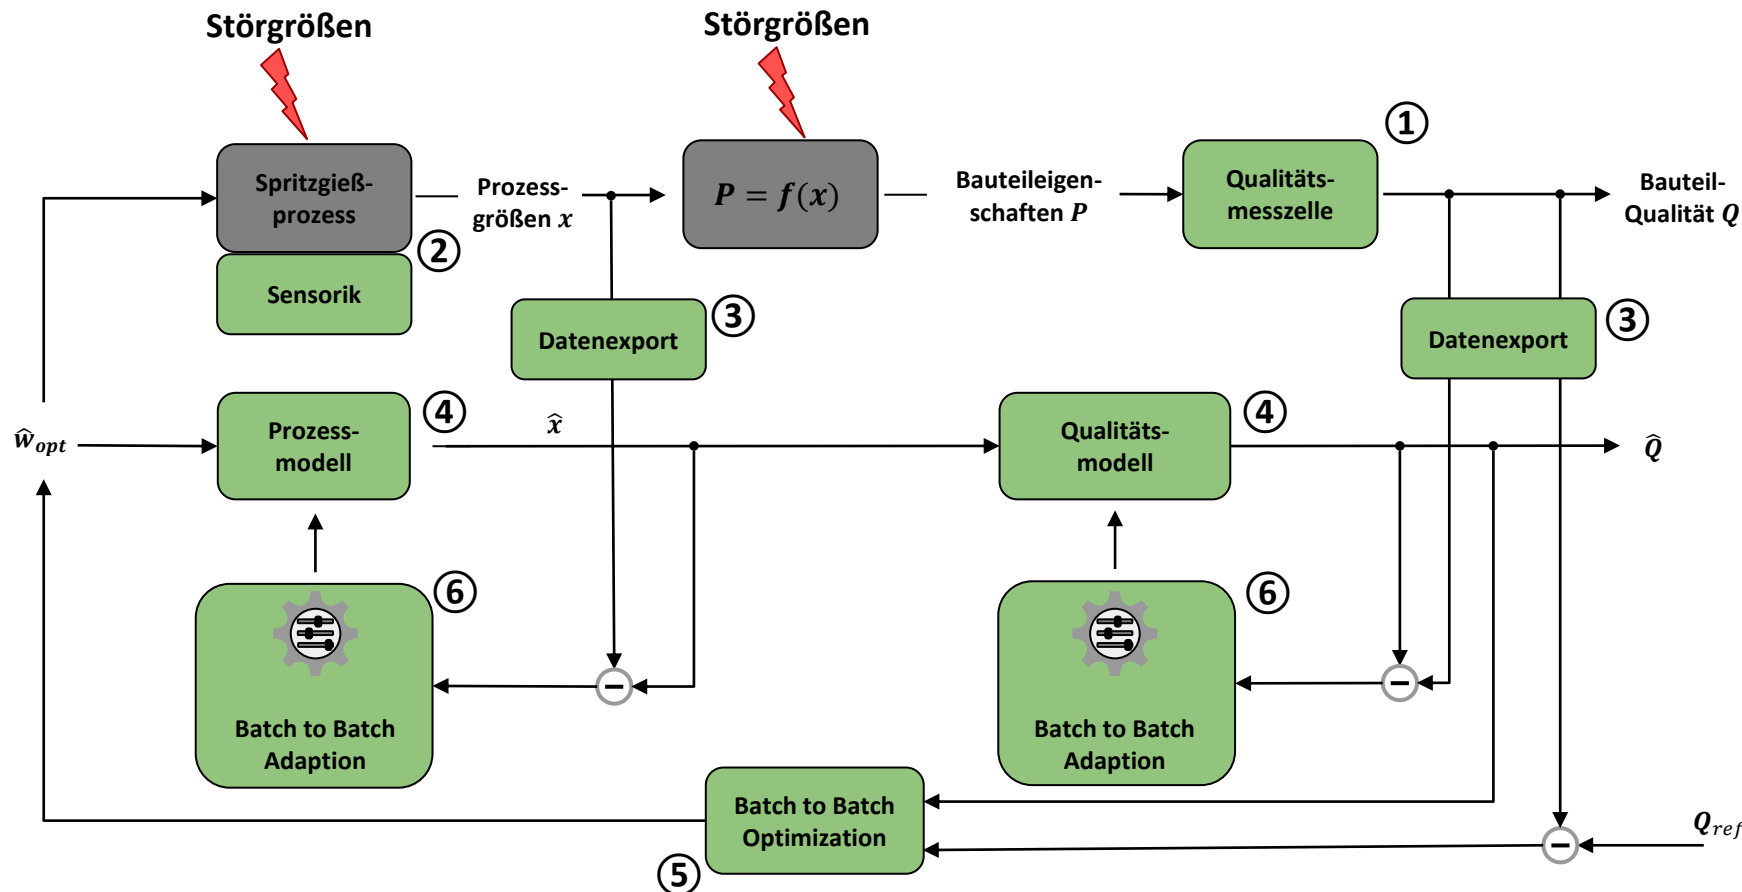 Störgrößen
Störgrößen
①
Spritzgieß-
prozess
Prozess-
größen x
P = f(x)
Bauteileigen-
schaften P
Qualitäts-
messzelle
Bauteil-
Qualität Q
②
Sensorik
③
Datenexport
③
Datenexport
ŵ_opt
Prozess-
modell
④
x̂
Qualitäts-
modell
④
Q̂
⑥
Batch to Batch
Adaption
−
⑥
Batch to Batch
Adaption
−
Batch to Batch
Optimization
⑤
−
Q_ref